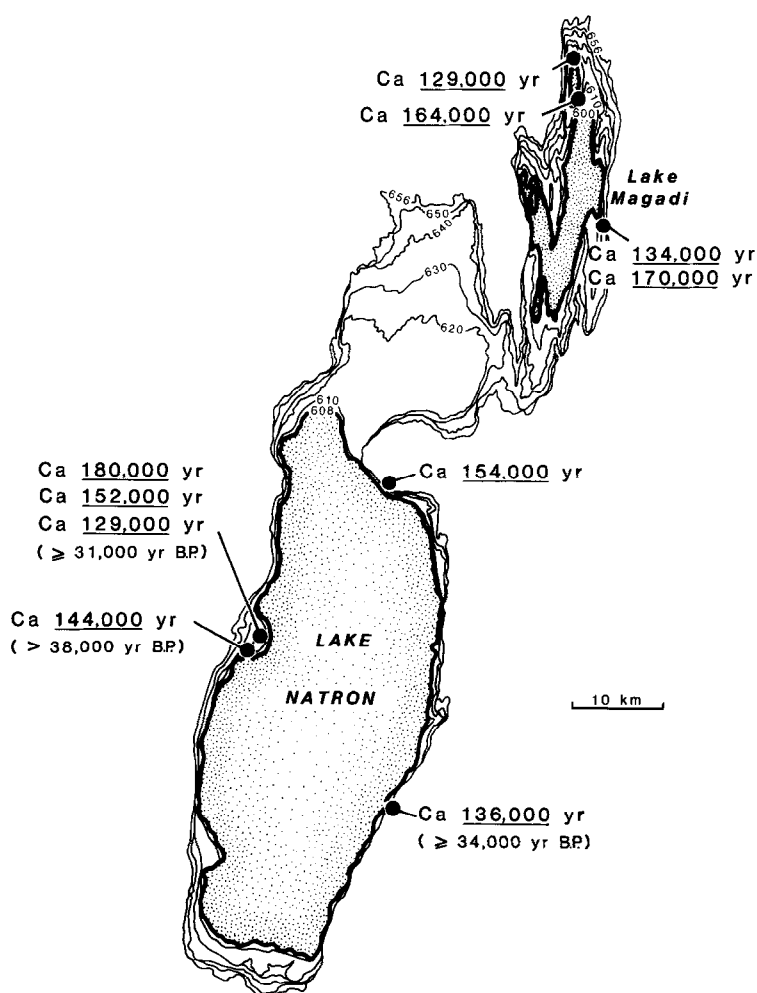 656
Ca 129,000 yr
610
Ca 164,000 yr
600
Lake
Magadi
656
650
640
Ca 134,000 yr
Ca 170,000 yr
630
620
610
608
Ca 180,000 yr
Ca 154,000 yr
Ca 152,000 yr
Ca 129,000 yr
( ⩾ 31,000 yr B.P.)
Ca 144,000 yr
( > 38,000 yr B.P.)
LAKE
NATRON
10 km
Ca 136,000 yr
( ⩾ 34,000 yr B.P.)